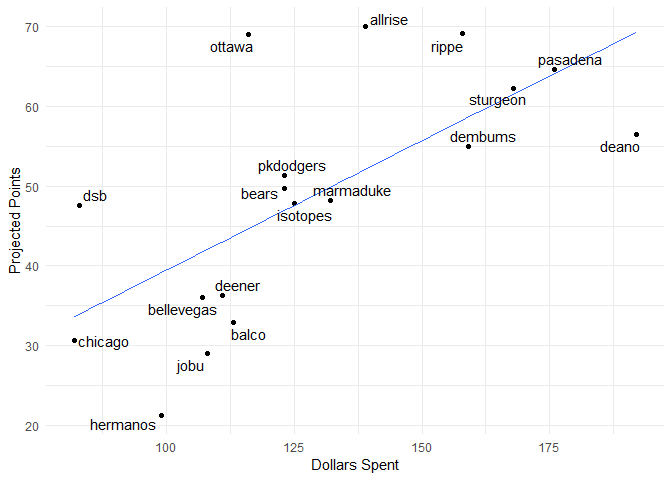 70
60
50
40
30
20
Projected Points
allrise
ottawa
rippe
pasadena
sturgeon
dembums
deano
pkdodgers
bears
marmaduke
dsb
isotopes
deener
bellevegas
balco
chicago
jobu
hermanos
100
125
150
175
Dollars Spent